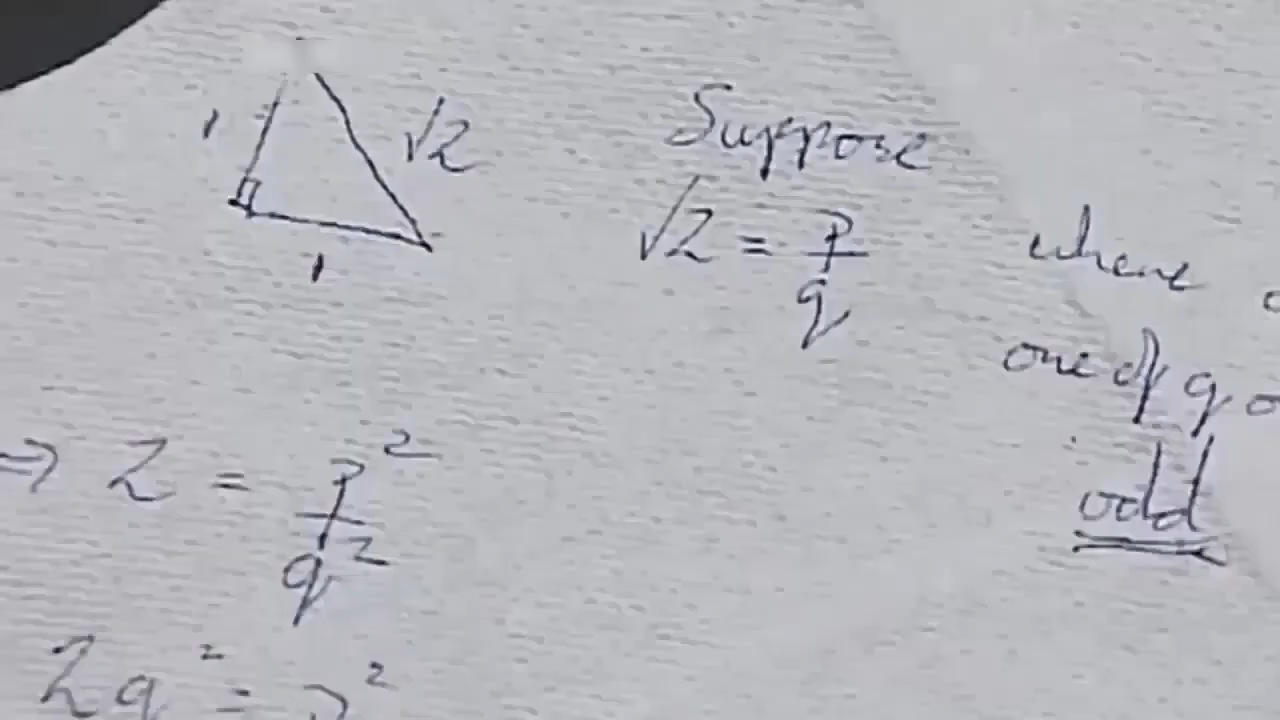 1
√2
1
Suppose
√2 = p/q
where
one of q
odd
⇒ 2 = p²/q²
2q² = p²